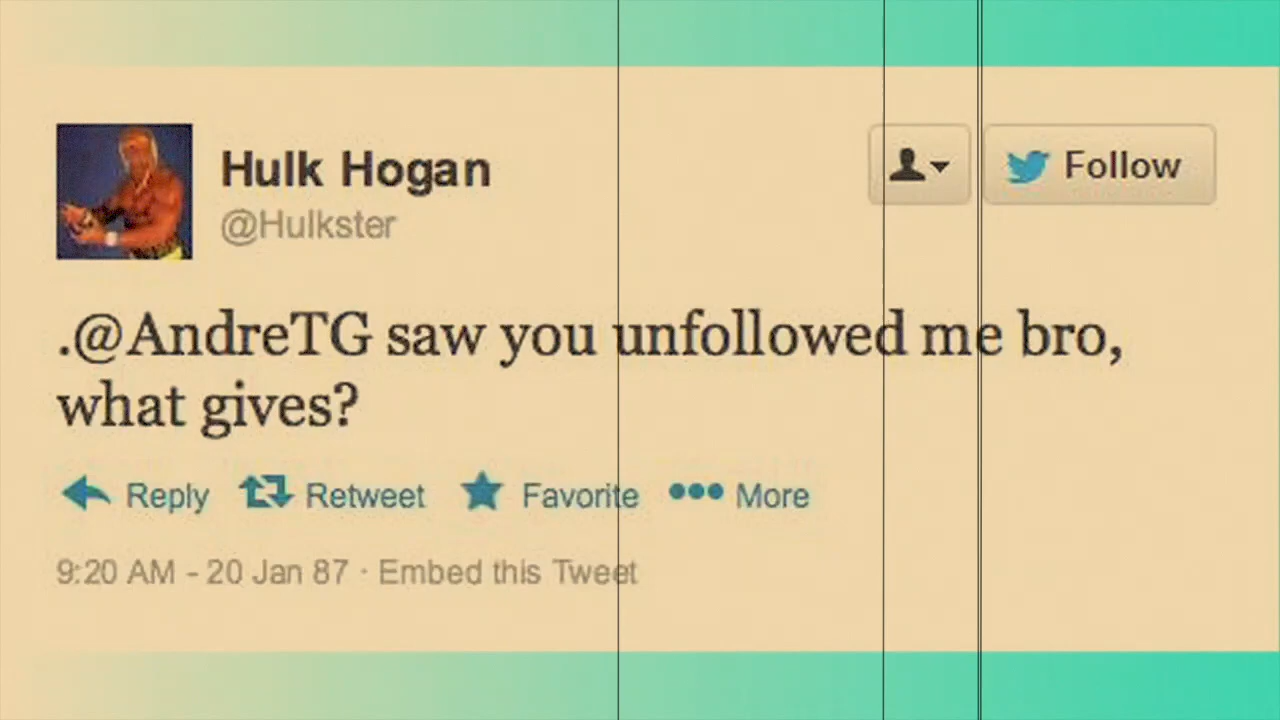 Hulk Hogan
@Hulkster
Follow
.@AndreTG saw you unfollowed me bro,
what gives?
Reply Retweet Favorite More
9:20 AM - 20 Jan 87 · Embed this Tweet